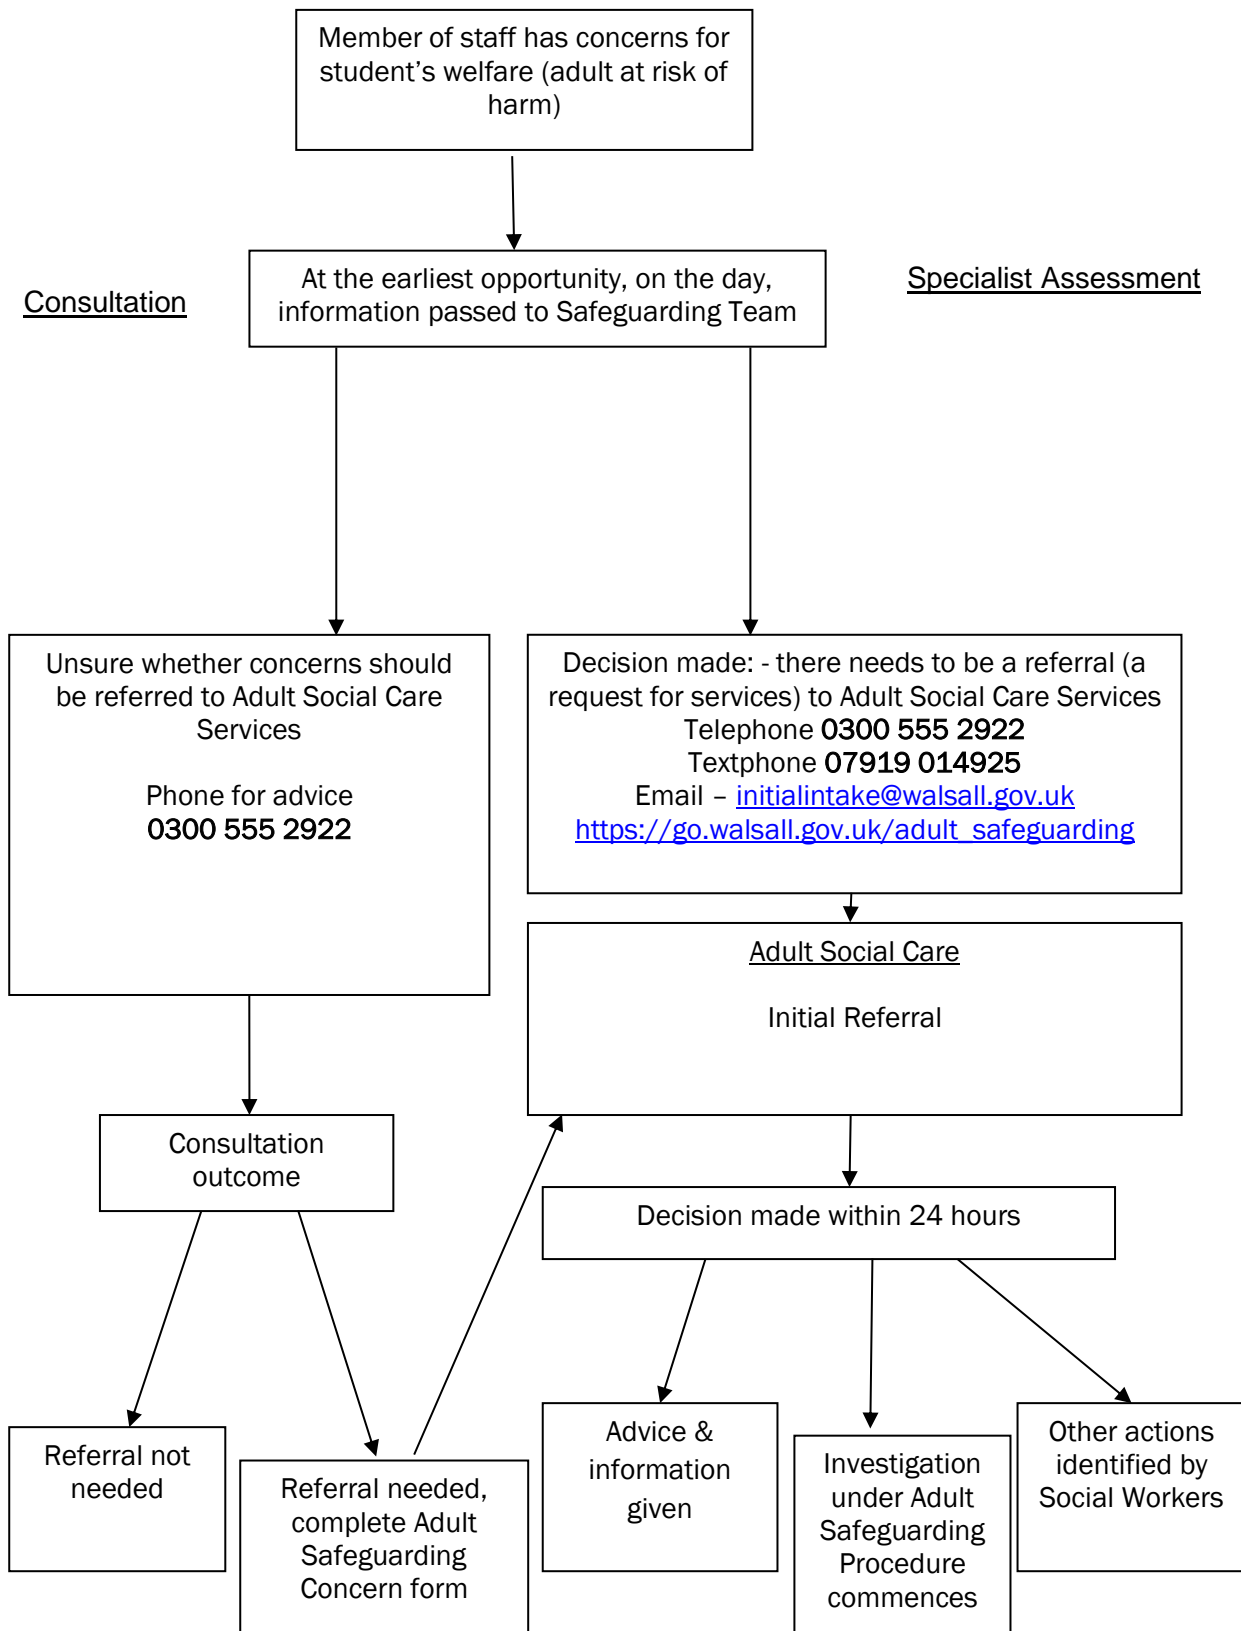 Member of staff has concerns for
student’s welfare (adult at risk of
harm)
At the earliest opportunity, on the day,
information passed to Safeguarding Team
Consultation
Specialist Assessment
Unsure whether concerns should
be referred to Adult Social Care
Services
Phone for advice
0300 555 2922
Decision made: - there needs to be a referral (a
request for services) to Adult Social Care Services
Telephone 0300 555 2922
Textphone 07919 014925
Email – initialintake@walsall.gov.uk
https://go.walsall.gov.uk/adult_safeguarding
Adult Social Care
Initial Referral
Consultation
outcome
Decision made within 24 hours
Referral not
needed
Referral needed,
complete Adult
Safeguarding
Concern form
Advice &
information
given
Investigation
under Adult
Safeguarding
Procedure
commences
Other actions
identified by
Social Workers